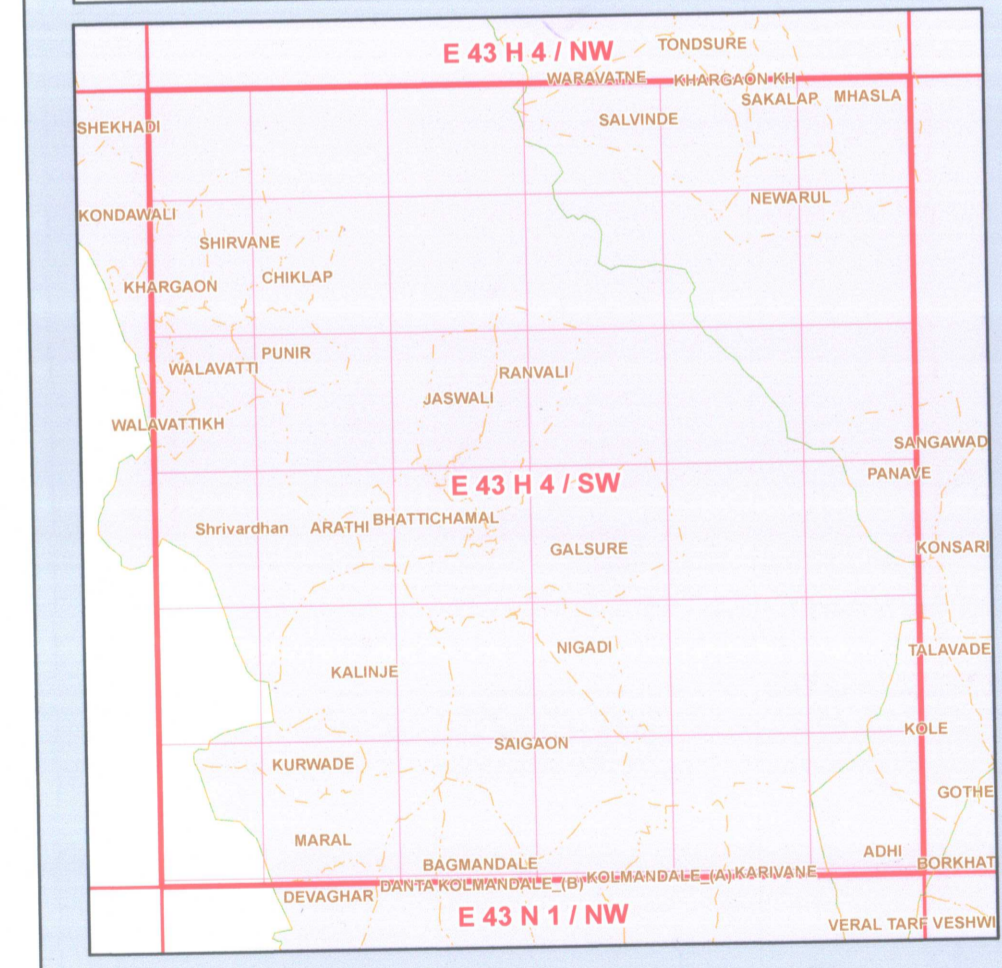 E 43 H 4 / NW
TONDSURE
WARAVATNE
KHARGAON KH
SAKALAP
MHASLA
SHEKHADI
SALVINDE
NEWARUL
KONDAWALI
SHIRVANE
CHIKLAP
KHARGAON
PUNIR
WALAVATTI
RANVALI
JASWALI
WALAVATTIKH
SANGAWAD
PANAVE
E 43 H 4 / SW
Shrivardhan
ARATHI
BHATTICHAMAL
GALSURE
KONSARI
NIGADI
TALAVADE
KALINJE
KOLE
SAIGAON
KURWADE
GOTHE
MARAL
ADHI
BAGMANDALE
BORKHAT
KOLMANDALE_(A)
KARIVANE
DANTA
KOLMANDALE_(B)
DEVAGHAR
E 43 N 1 / NW
VERAL TARF VESHWI